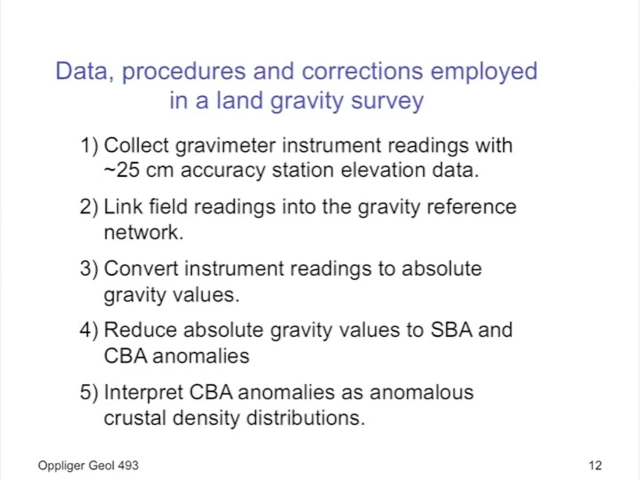 Data, procedures and corrections employed
in a land gravity survey
1) Collect gravimeter instrument readings with
~25 cm accuracy station elevation data.
2) Link field readings into the gravity reference
network.
3) Convert instrument readings to absolute
gravity values.
4) Reduce absolute gravity values to SBA and
CBA anomalies
5) Interpret CBA anomalies as anomalous
crustal density distributions.
Oppliger Geol 493
12